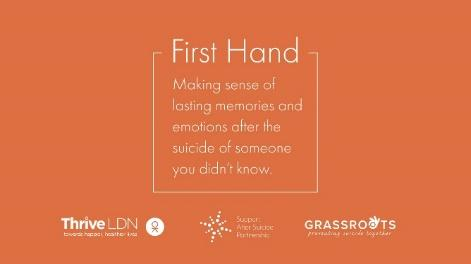 First Hand
Making sense of
lasting memories and
emotions after the
suicide of someone
you didn't know.
Thrive LDN
towards happier, healthier lives
Support
After Suicide
Partnership
GRASSROOTS
preventing suicide together